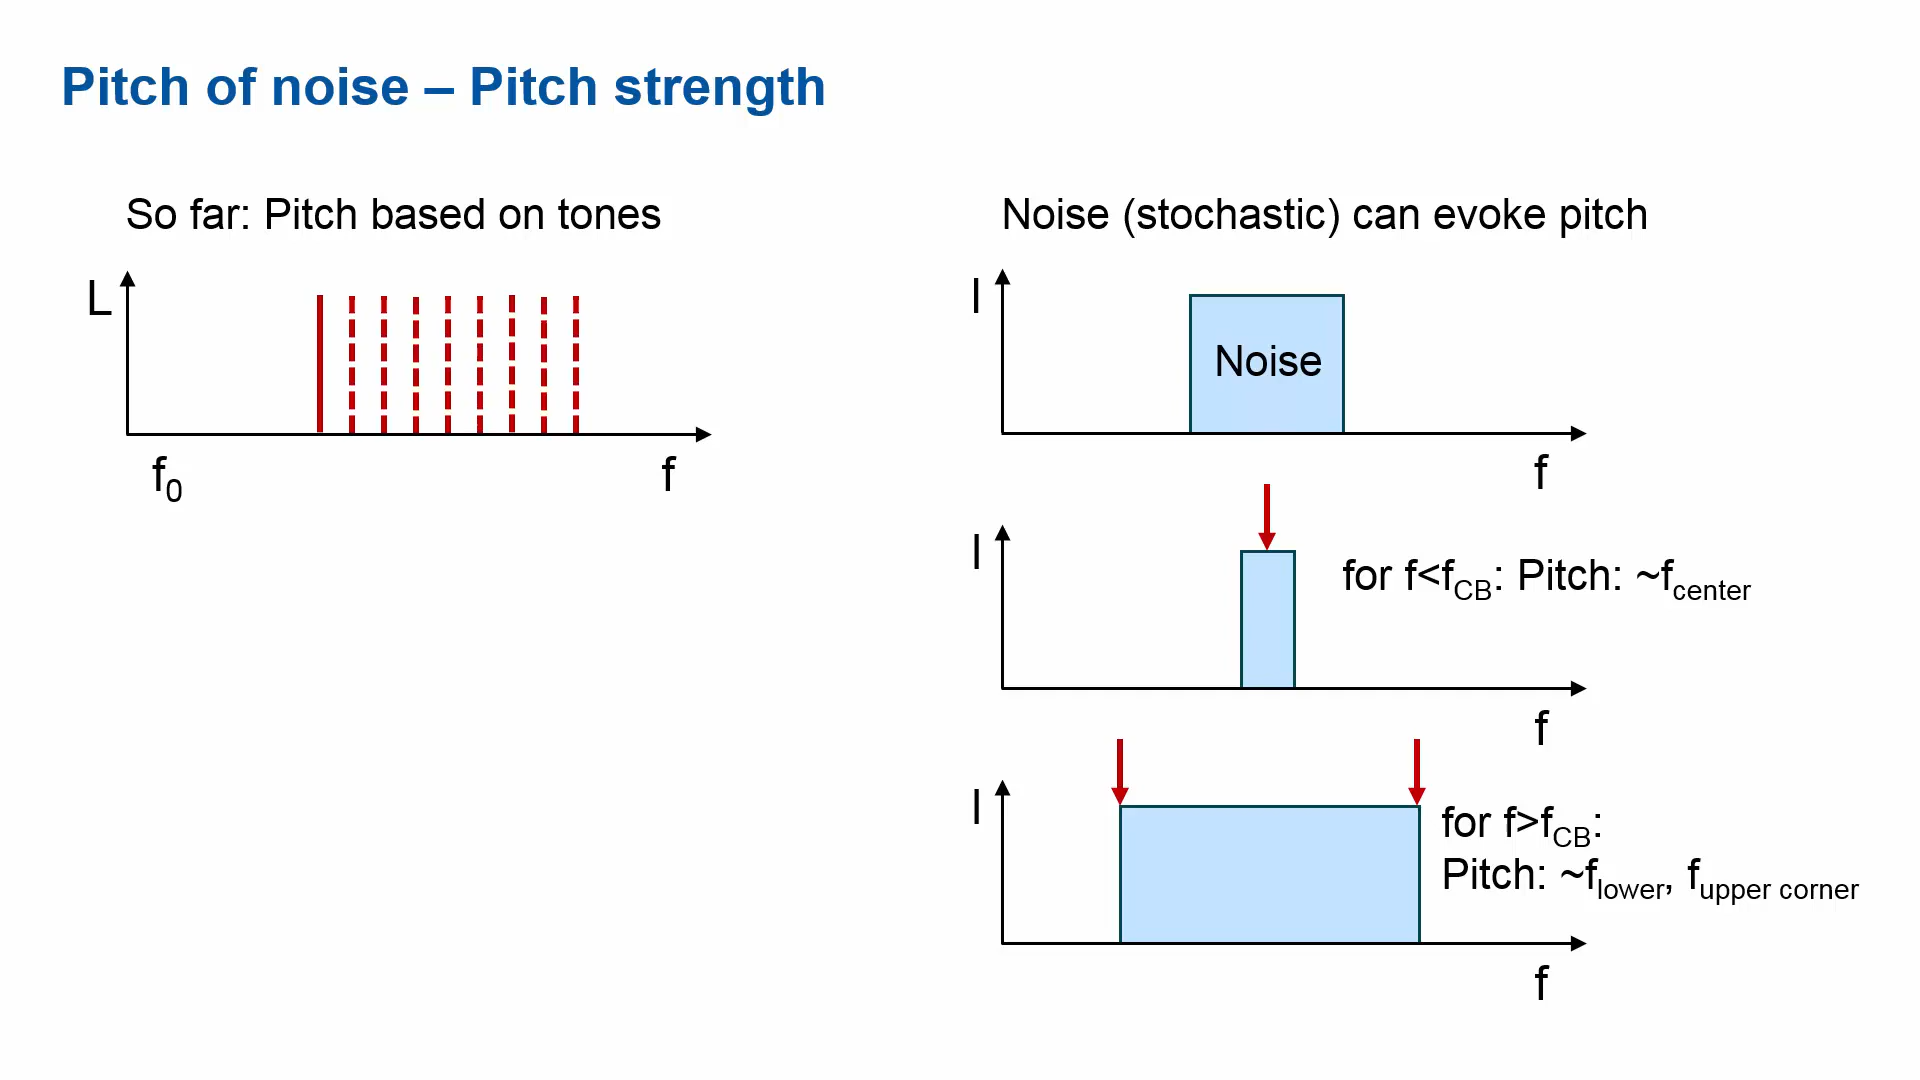 Pitch of noise – Pitch strength
So far: Pitch based on tones
L
f0
f
Noise (stochastic) can evoke pitch
I
Noise
f
I
for f<fCB: Pitch: ~fcenter
f
I
for f>fCB:
Pitch: ~flower, fupper corner
f